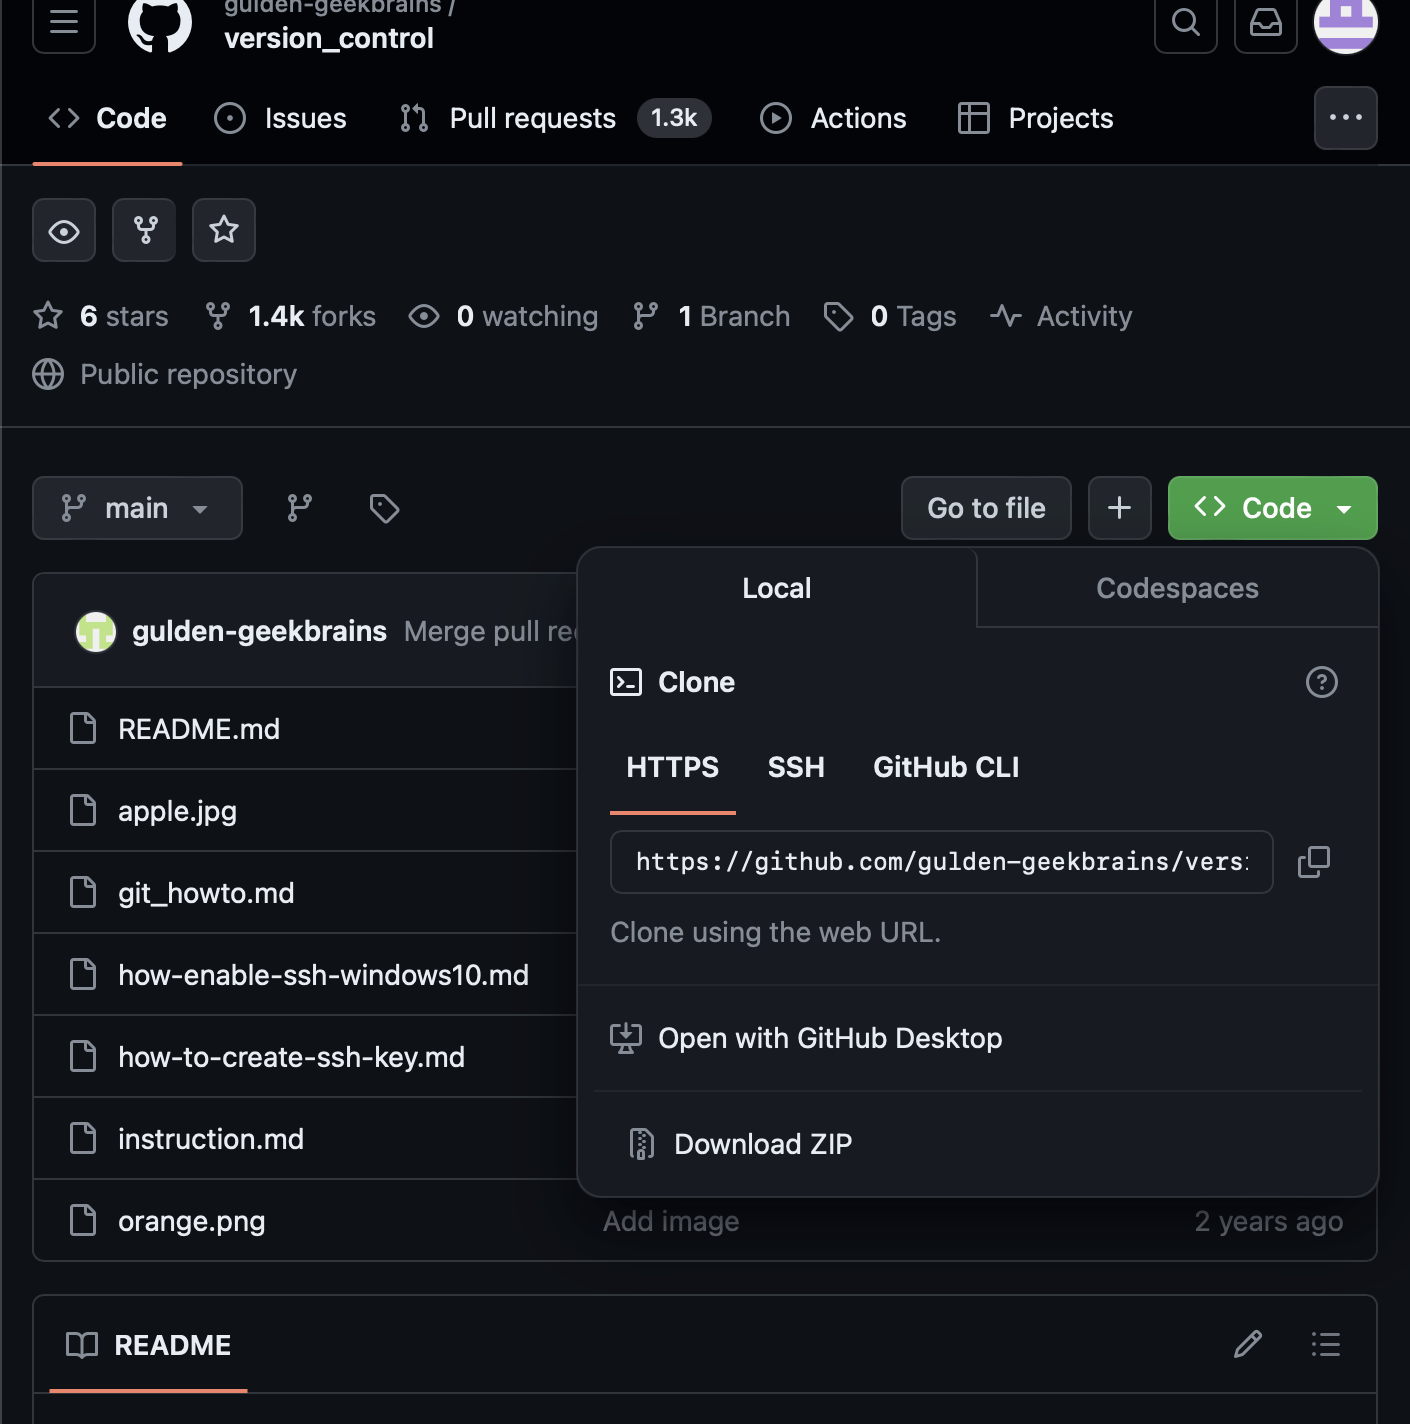 gulden-geekbrains /
version_control
Code Issues Pull requests 1.3k Actions Projects
6 stars 1.4k forks 0 watching 1 Branch 0 Tags Activity
Public repository
main Go to file Code
Local Codespaces
gulden-geekbrains Merge pull
Clone
README.md
HTTPS SSH GitHub CLI
apple.jpg
https://github.com/gulden-geekbrains/vers
git_howto.md
Clone using the web URL.
how-enable-ssh-windows10.md
Open with GitHub Desktop
how-to-create-ssh-key.md
instruction.md
Download ZIP
orange.png Add image 2 years ago
README